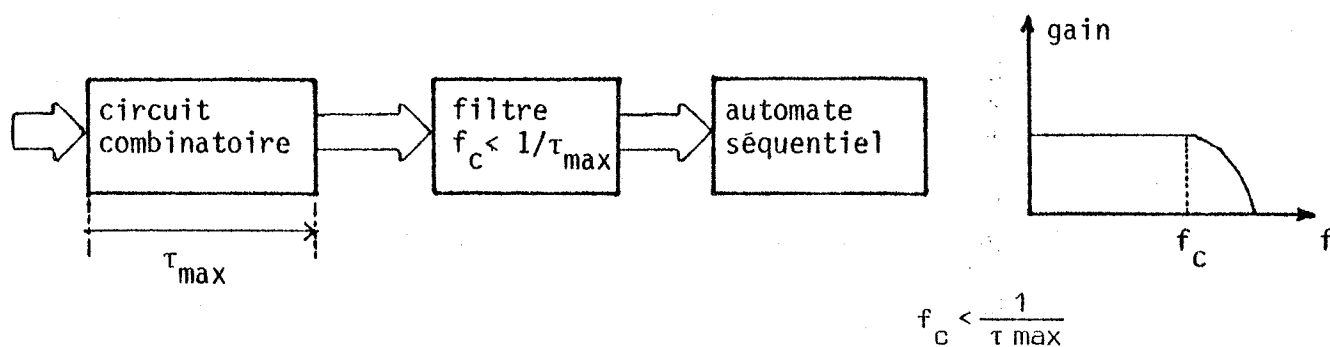 circuit
combinatoire
filtre
f_c < 1/τ_max
automate
séquentiel
τ_max
gain
f_c
f
f_c < 1/τ max